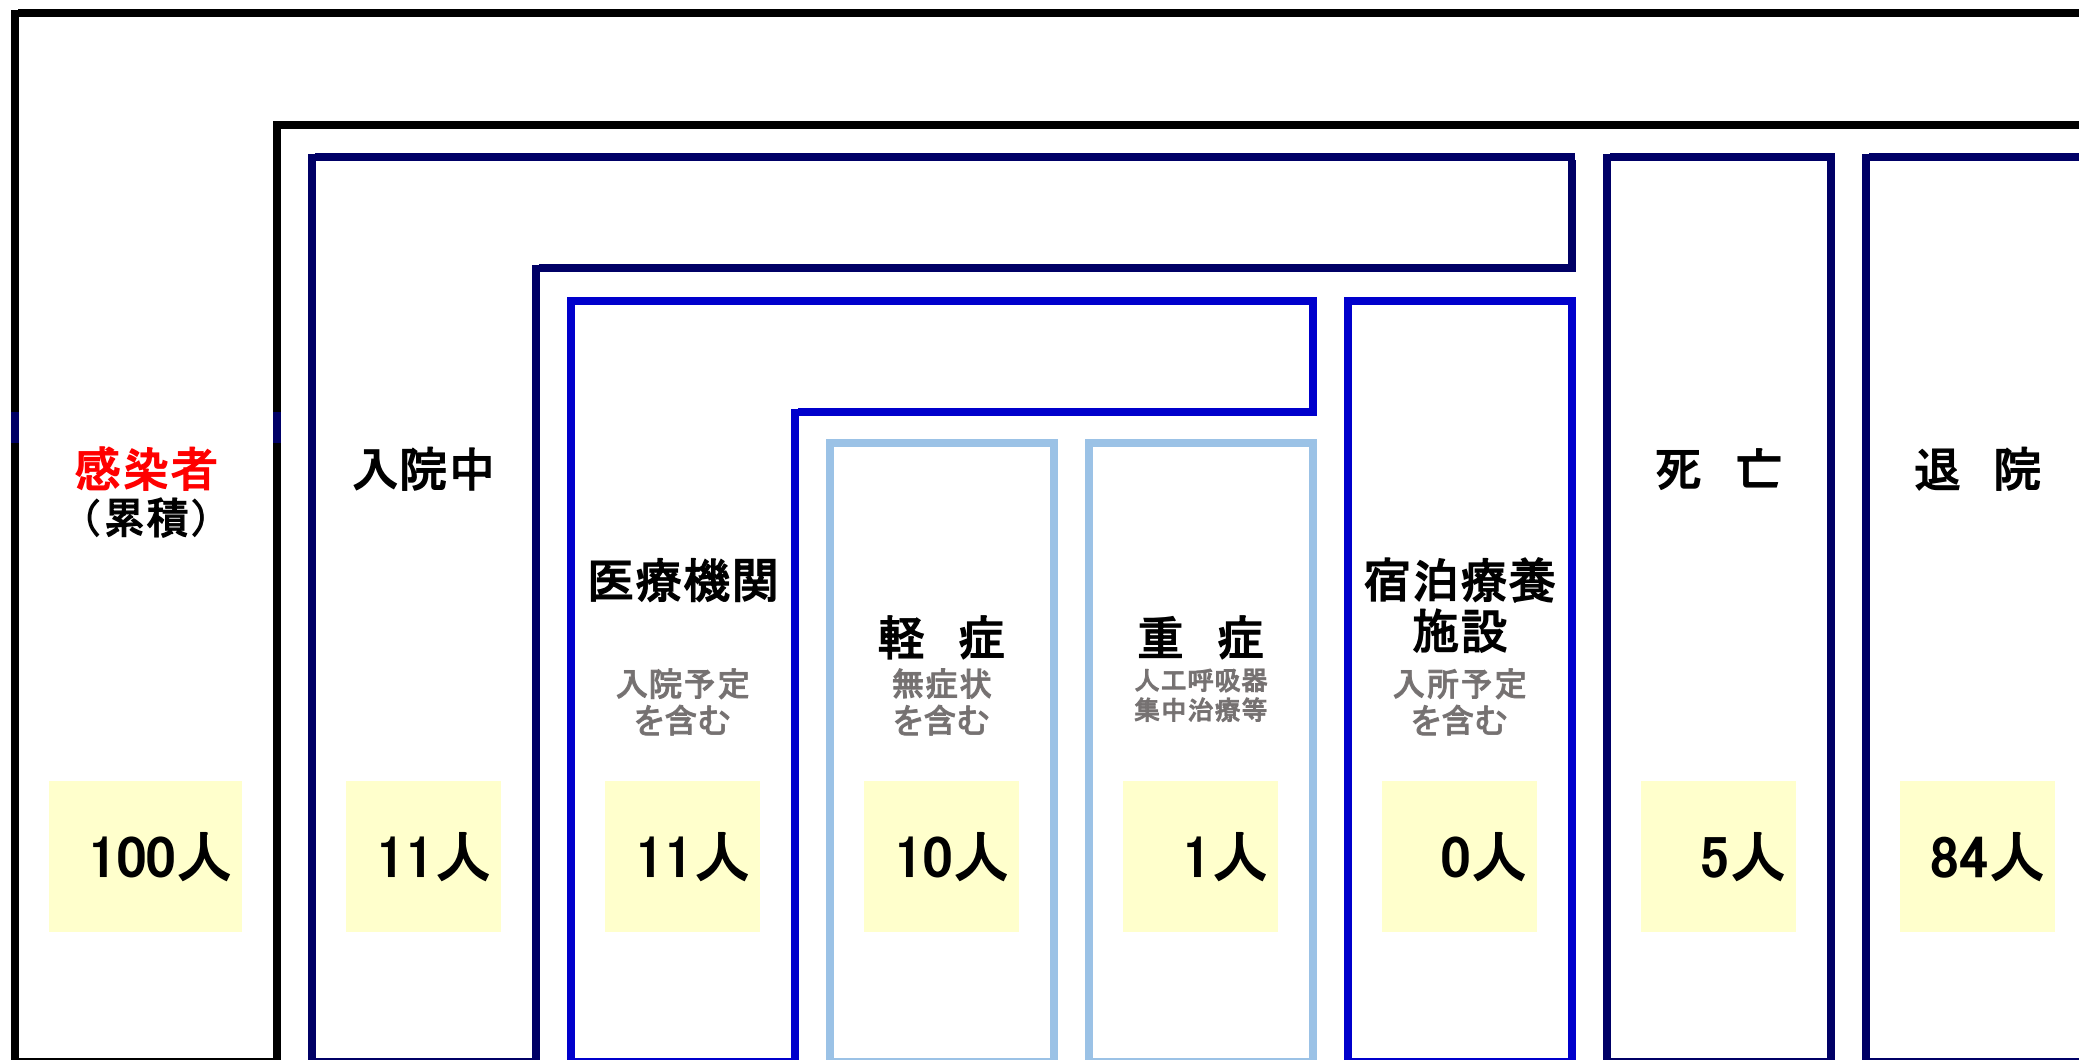 感染者
（累積）
100人
入院中
11人
医療機関
入院予定
を含む
11人
軽　症
無症状
を含む
10人
重　症
人工呼吸器
集中治療等
1人
宿泊療養
施設
入所予定
を含む
0人
死　亡
5人
退　院
84人